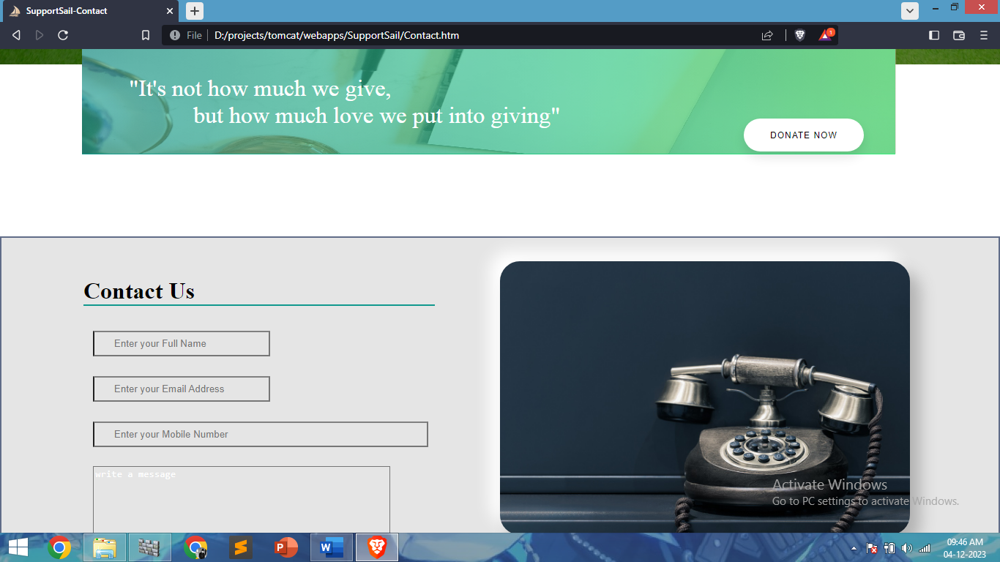 SupportSail-Contact
File
D:/projects/tomcat/webapps/SupportSail/Contact.htm
1
"It's not how much we give,
but how much love we put into giving"
DONATE NOW
Contact Us
Enter your Full Name
Enter your Email Address
Enter your Mobile Number
write a message
Activate Windows
Go to PC settings to activate Windows.
09:46 AM
04-12-2023